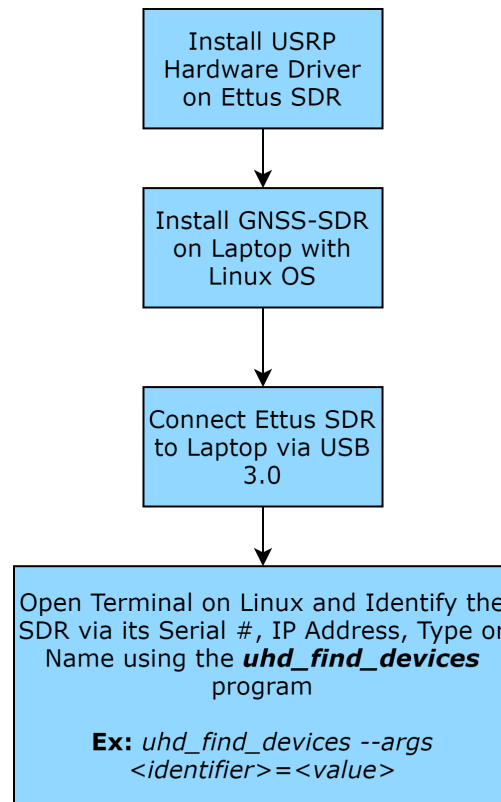 Install USRP
Hardware Driver
on Ettus SDR
Install GNSS-SDR
on Laptop with
Linux OS
Connect Ettus SDR
to Laptop via USB
3.0
Open Terminal on Linux and Identify the
SDR via its Serial #, IP Address, Type or
Name using the uhd_find_devices
program
Ex: uhd_find_devices --args
<identifier>=<value>